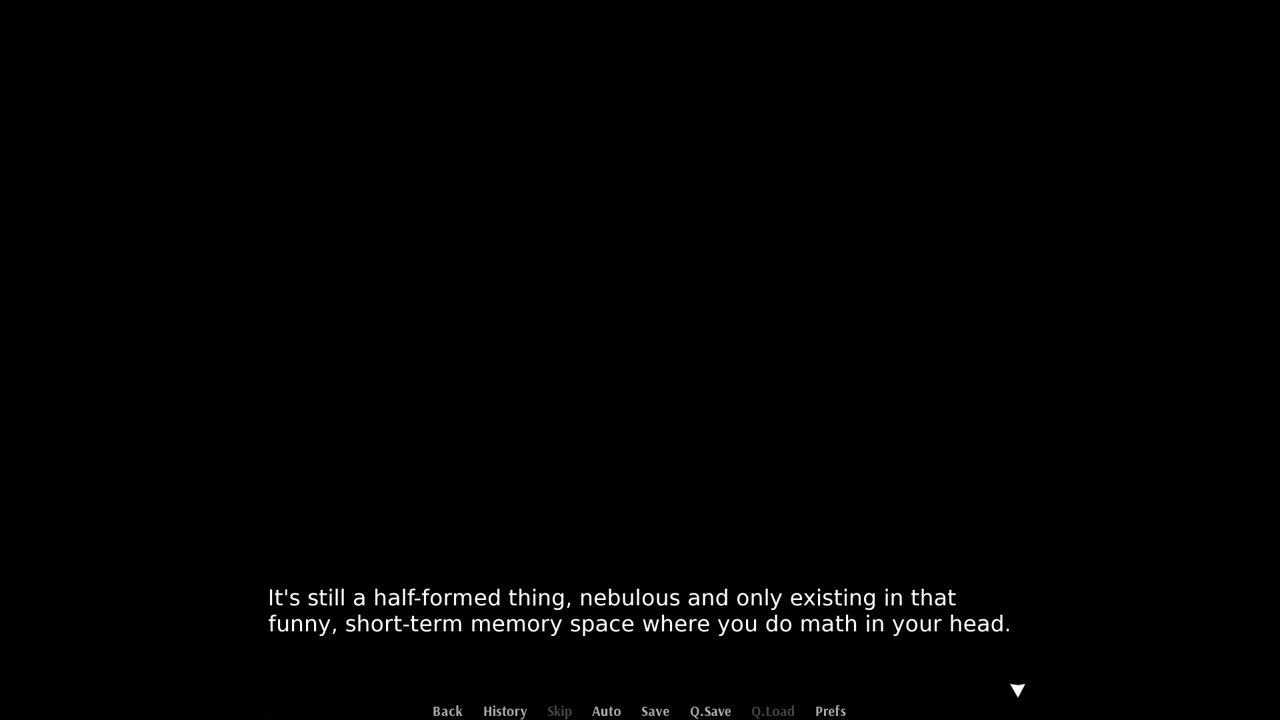 It's still a half-formed thing, nebulous and only existing in that
funny, short-term memory space where you do math in your head.
Back History Skip Auto Save Q.Save Q.Load Prefs